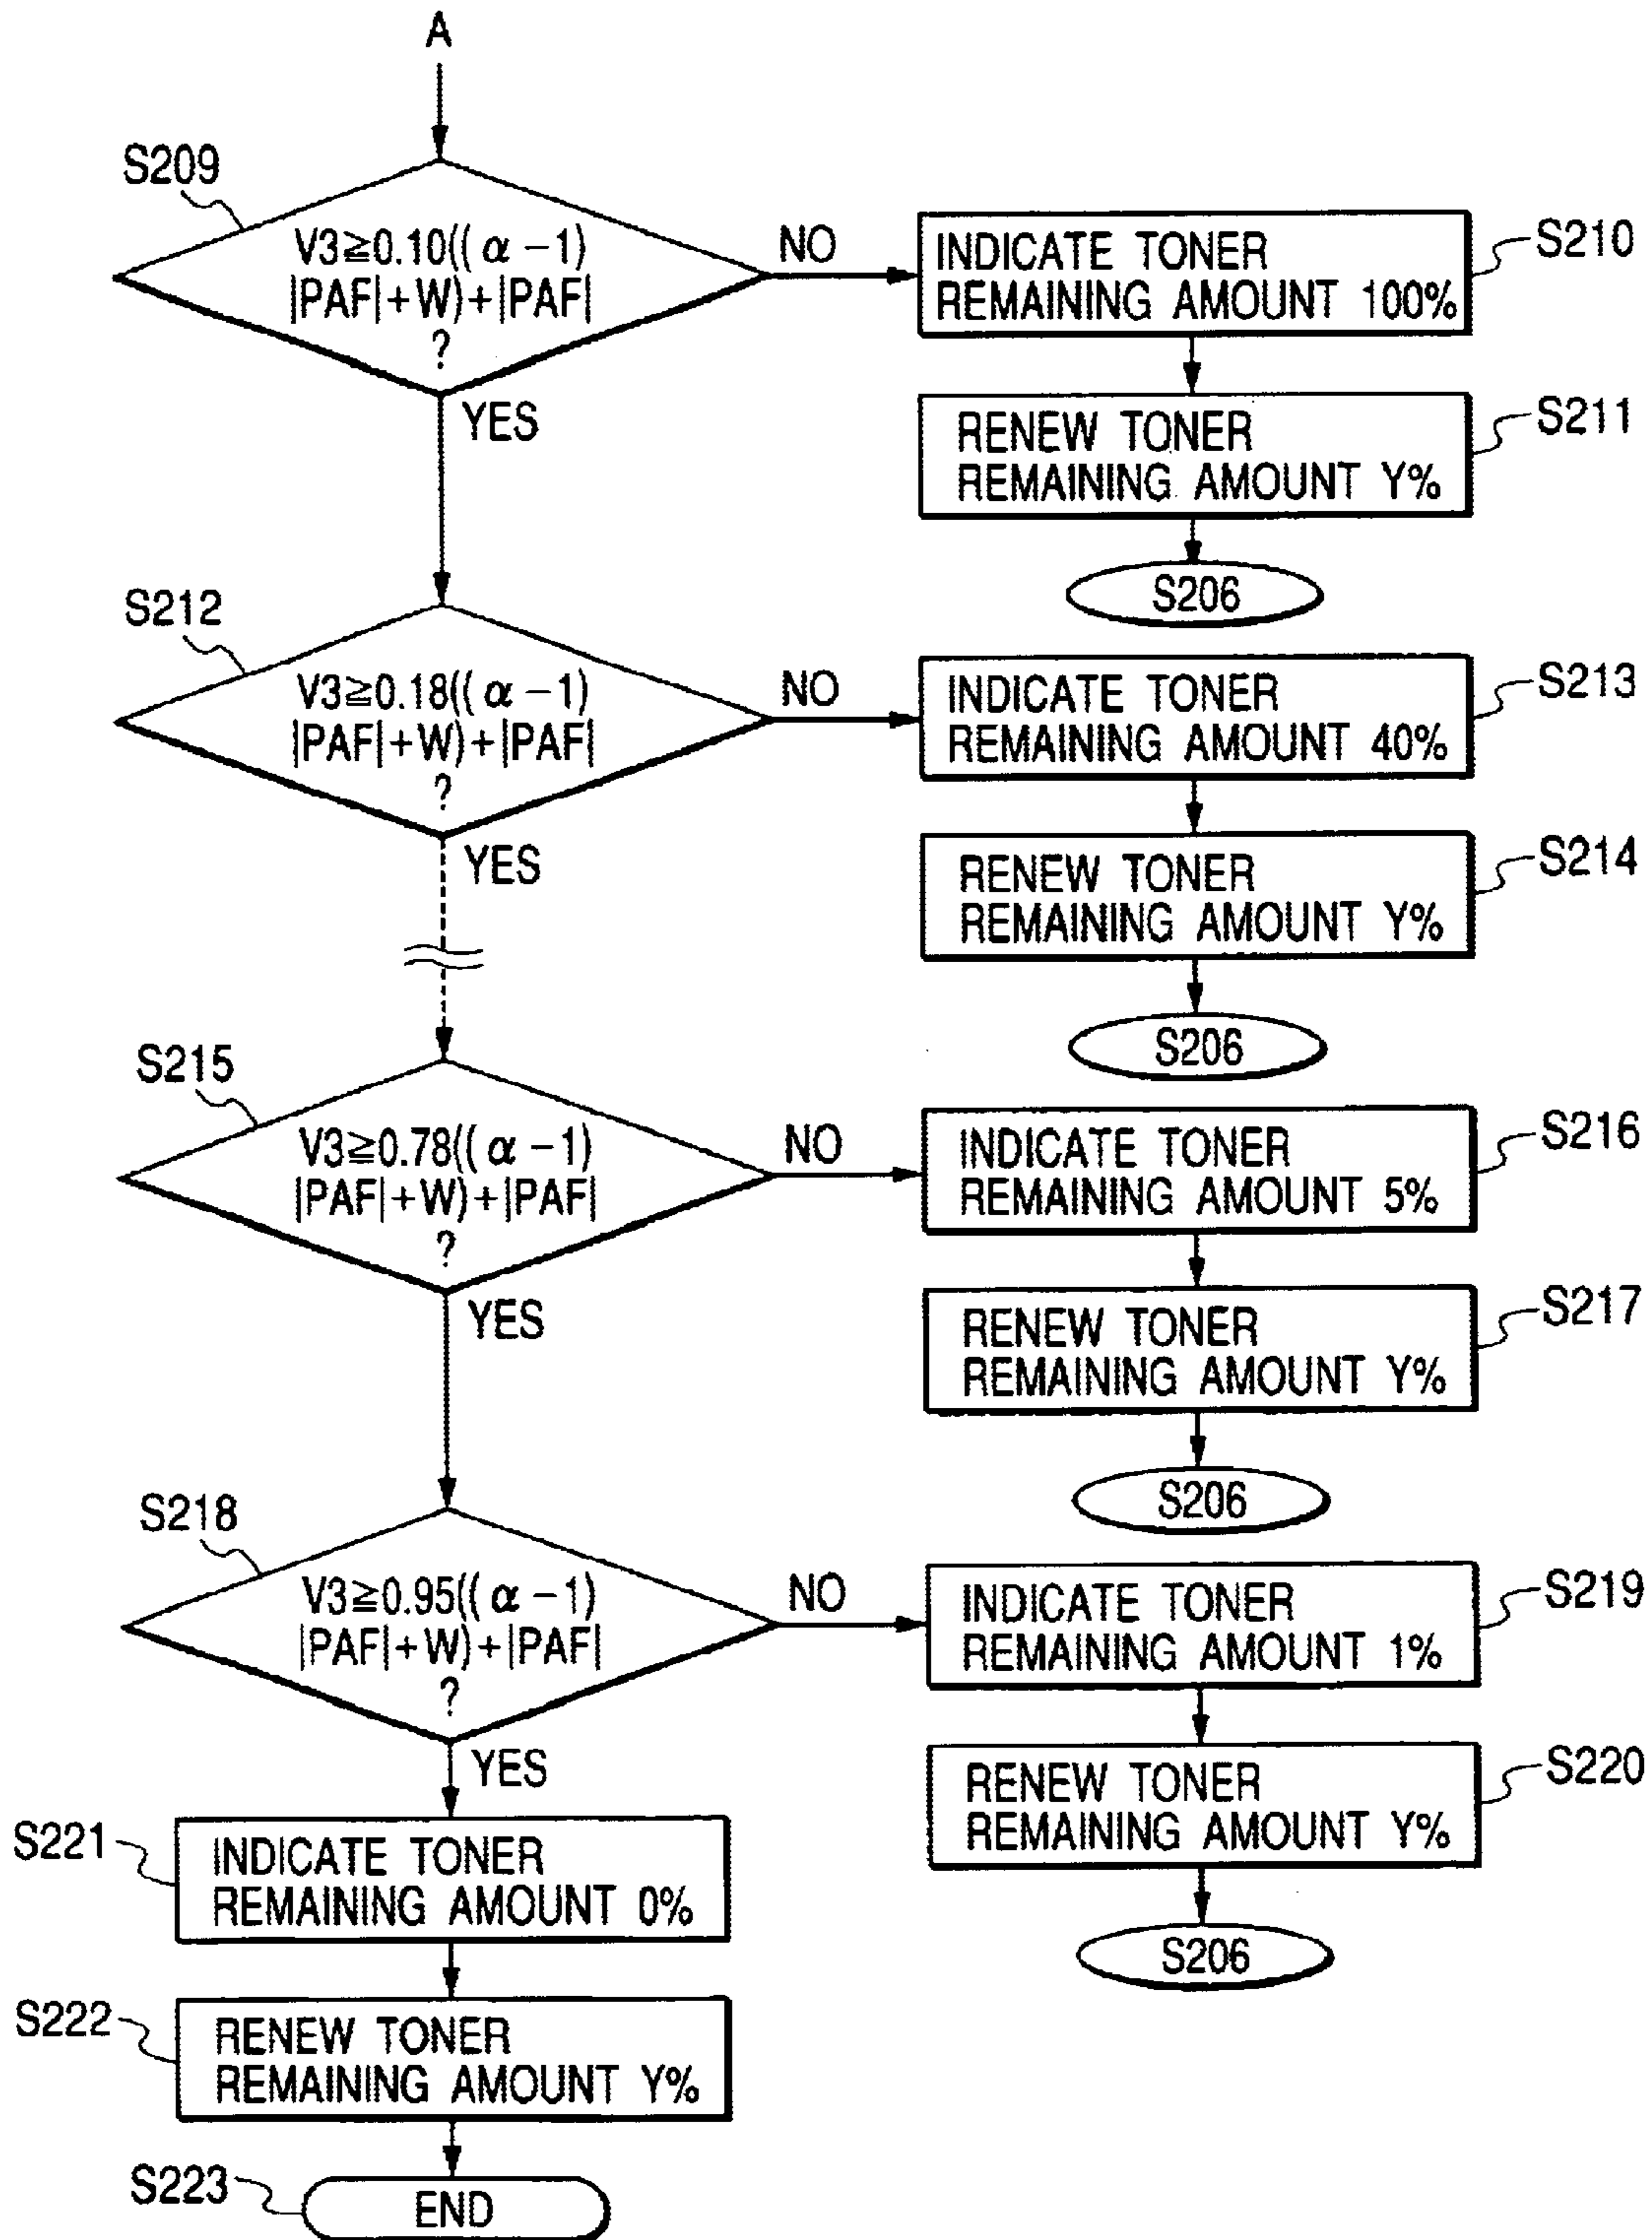 A
S209
V3≧0.10((α-1)
|PAF|+W)+|PAF|
?
NO
YES
INDICATE TONER
REMAINING AMOUNT 100%
S210
RENEW TONER
REMAINING AMOUNT Y%
S211
S206
S212
V3≧0.18((α-1)
|PAF|+W)+|PAF|
?
NO
YES
INDICATE TONER
REMAINING AMOUNT 40%
S213
RENEW TONER
REMAINING AMOUNT Y%
S214
S206
S215
V3≧0.78((α-1)
|PAF|+W)+|PAF|
?
NO
YES
INDICATE TONER
REMAINING AMOUNT 5%
S216
RENEW TONER
REMAINING AMOUNT Y%
S217
S206
S218
V3≧0.95((α-1)
|PAF|+W)+|PAF|
?
NO
YES
INDICATE TONER
REMAINING AMOUNT 1%
S219
RENEW TONER
REMAINING AMOUNT Y%
S220
S206
S221
INDICATE TONER
REMAINING AMOUNT 0%
S222
RENEW TONER
REMAINING AMOUNT Y%
S223
END